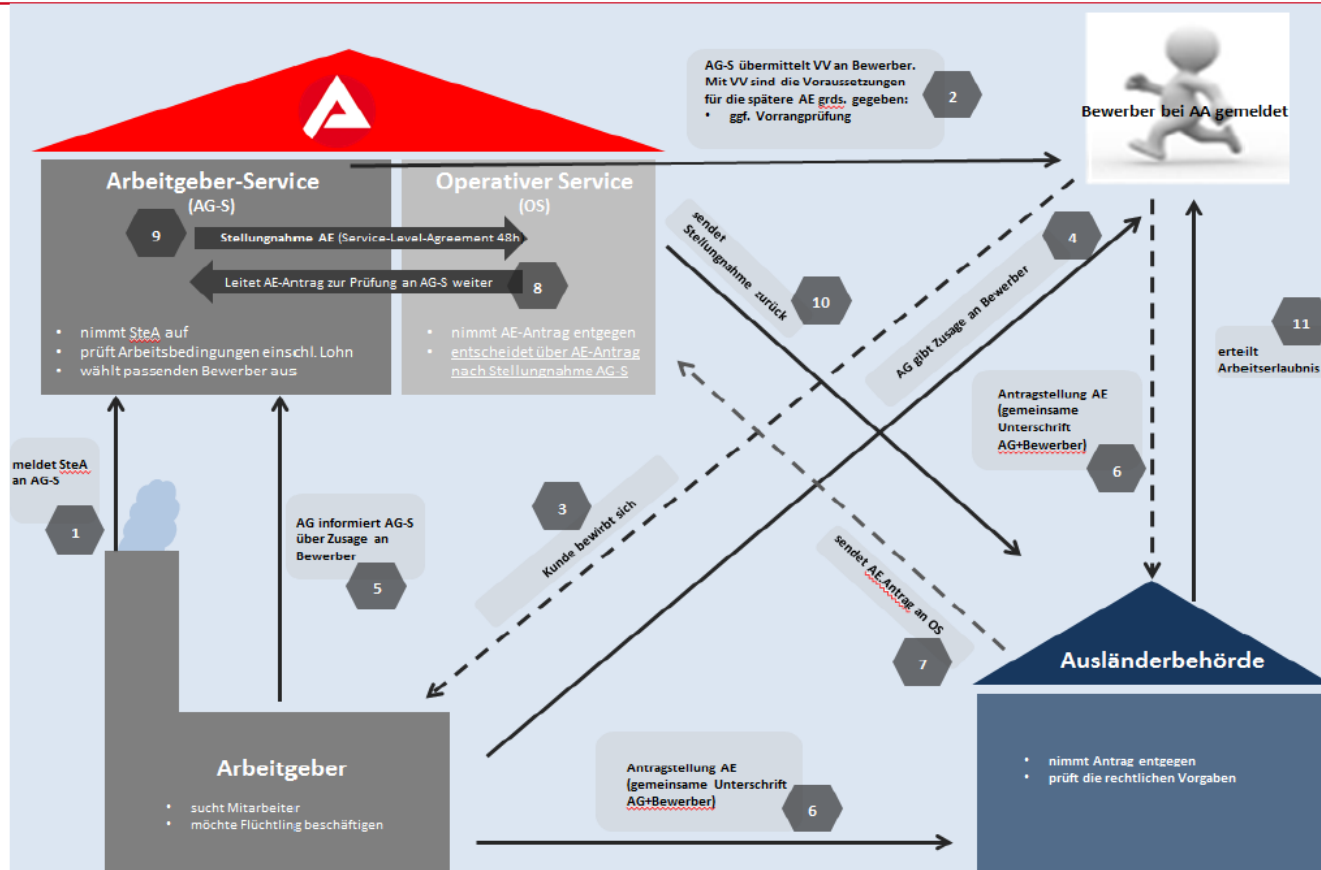 AG-S übermittelt VV an Bewerber.
Mit VV sind die Voraussetzungen
für die spätere AE grds. gegeben:
• ggf. Vorrangprüfung
2
Bewerber bei AA gemeldet
Arbeitgeber-Service
(AG-S)
Operativer Service
(OS)
9
Stellungnahme AE (Service-Level-Agreement 48h
Leitet AE-Antrag zur Prüfung an AG-S weiter
8
• nimmt SteA auf
• prüft Arbeitsbedingungen einschl. Lohn
• wählt passenden Bewerber aus
• nimmt AE-Antrag entgegen
• entscheidet über AE-Antrag
nach Stellungnahme AG-S
sendet
Stellungnahme zurück
10
4
AG gibt Zusage an Bewerber
11
erteilt
Arbeitserlaubnis
Antragstellung AE
(gemeinsame
Unterschrift
AG+Bewerber)
6
meldet SteA
an AG-S
1
AG informiert AG-S
über Zusage an
Bewerber
5
3
Kunde bewirbt sich
sendet AE.Antrag an OS
7
Ausländerbehörde
• nimmt Antrag entgegen
• prüft die rechtlichen Vorgaben
Arbeitgeber
• sucht Mitarbeiter
• möchte Flüchtling beschäftigen
Antragstellung AE
(gemeinsame Unterschrift
AG+Bewerber)
6